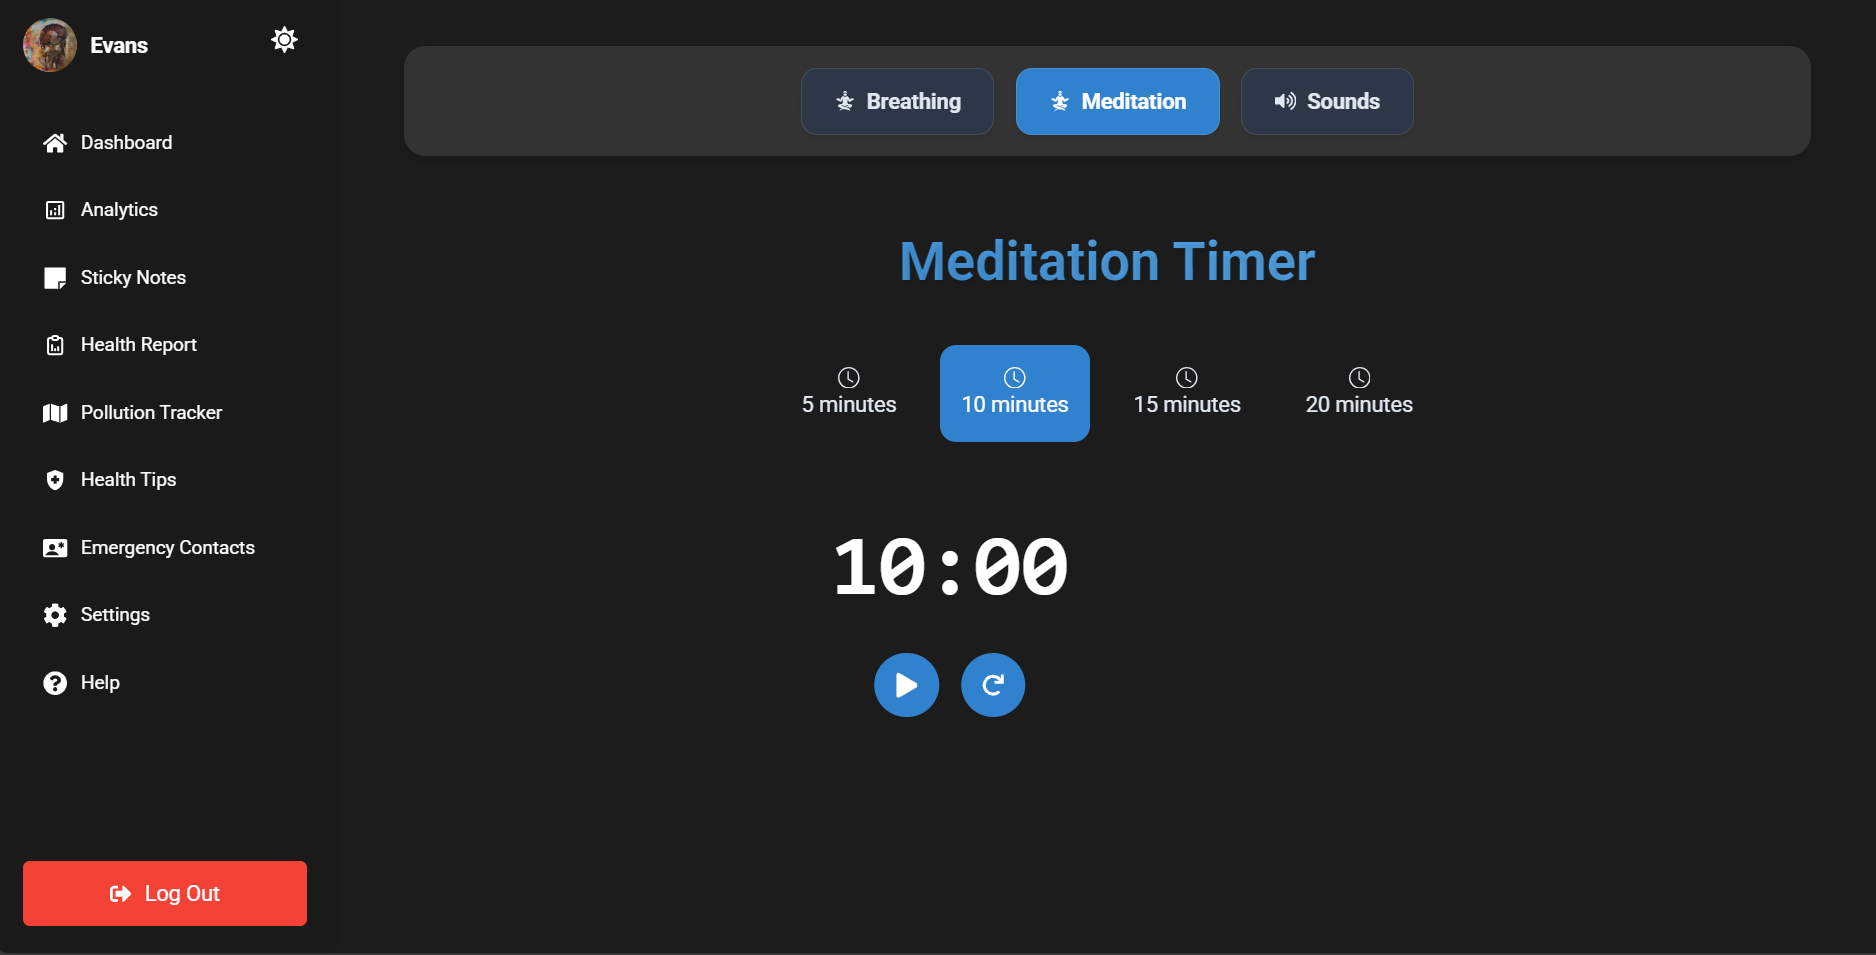 Evans
Dashboard
Analytics
Sticky Notes
Health Report
Pollution Tracker
Health Tips
Emergency Contacts
Settings
Help
Log Out
Breathing
Meditation
Sounds
Meditation Timer
5 minutes
10 minutes
15 minutes
20 minutes
10:00